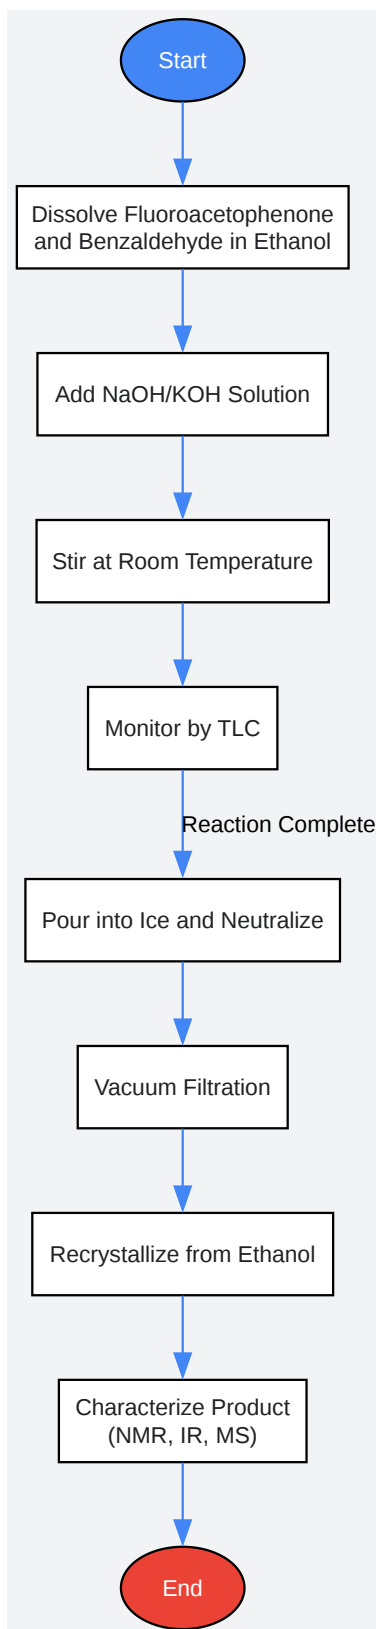 Start
Dissolve Fluoroacetophenone
and Benzaldehyde in Ethanol
Add NaOH/KOH Solution
Stir at Room Temperature
Monitor by TLC
Reaction Complete
Pour into Ice and Neutralize
Vacuum Filtration
Recrystallize from Ethanol
Characterize Product
(NMR, IR, MS)
End